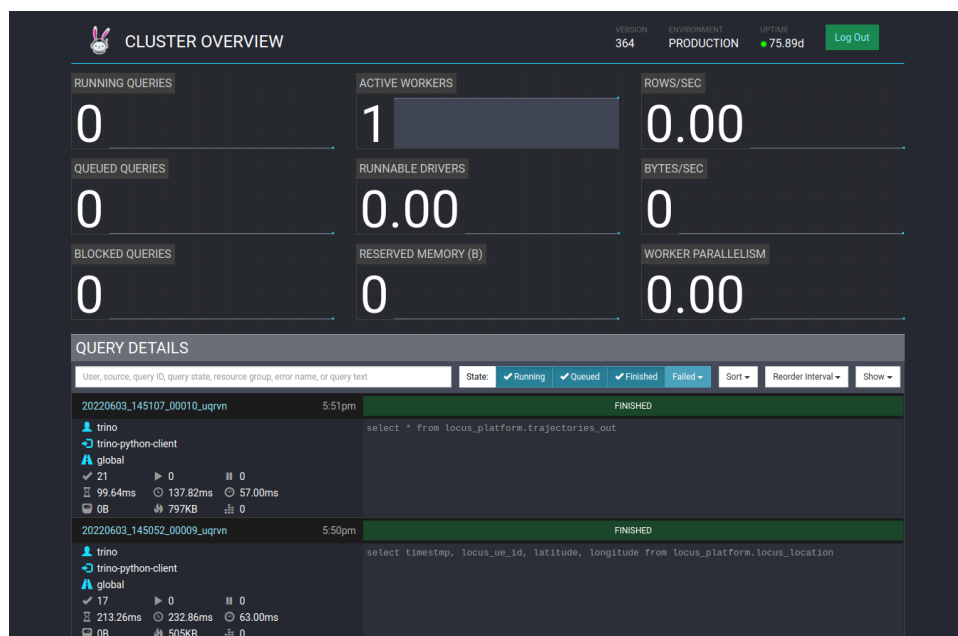 CLUSTER OVERVIEW
VERSION
364
ENVIRONMENT
PRODUCTION
UPTIME
75.89d
Log Out
RUNNING QUERIES
0
ACTIVE WORKERS
1
ROWS/SEC
0.00
QUEUED QUERIES
0
RUNNABLE DRIVERS
0.00
BYTES/SEC
0
BLOCKED QUERIES
0
RESERVED MEMORY (B)
0
WORKER PARALLELISM
0.00
QUERY DETAILS
User, source, query ID, query state, resource group, error name, or query text
State: Running Queued Finished Failed Sort Reorder Interval Show
20220603_145107_00010_uqrvn 5:51pm FINISHED
trino
select * from locus_platform.trajectories_out
trino-python-client
global
21 0 0
99.64ms 137.82ms 57.00ms
0B 797KB 0
20220603_145052_00009_uqrvn 5:50pm FINISHED
trino
select timestmp, locus_ue_id, latitude, longitude from locus_platform.locus_location
trino-python-client
global
17 0 0
213.26ms 232.86ms 63.00ms
0B 505KB 0